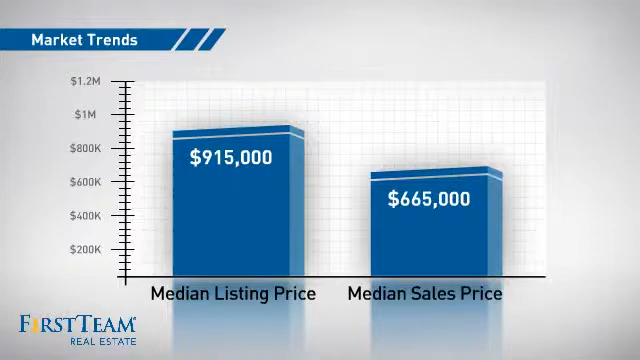 Market Trends
$1.2M
$1M
$800K
$600K
$400K
$200K
$915,000
$665,000
Median Listing Price
Median Sales Price
FIRSTTEAM®
REAL ESTATE